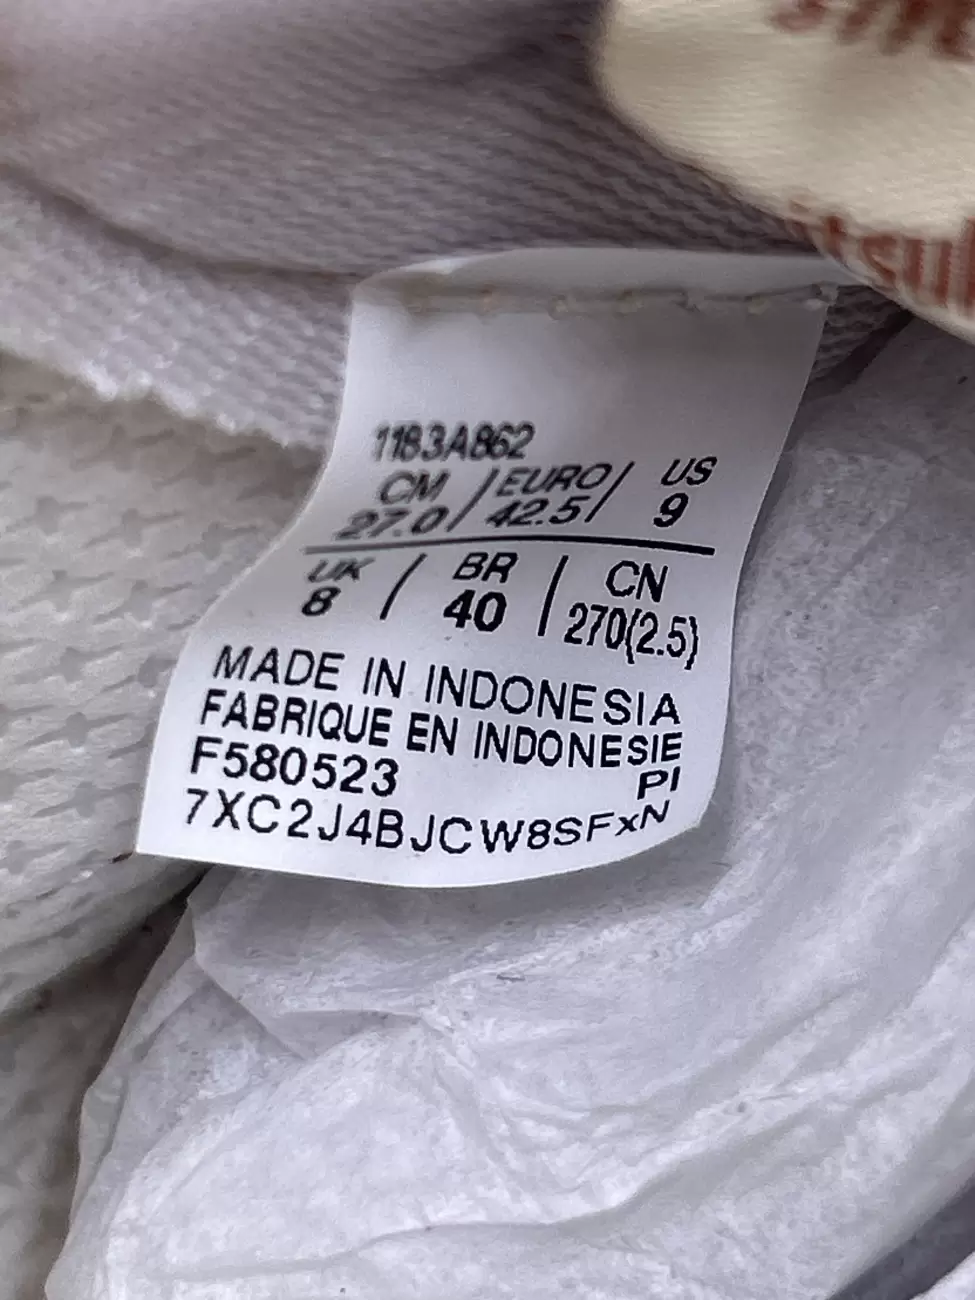 1183A862
CM / EURO / US
27.0 / 42.5 / 9
UK / BR / CN
8 / 40 / 270(2.5)
MADE IN INDONESIA
FABRIQUE EN INDONESIE
F580523 PI
7XC2J4BJCW8SFxN